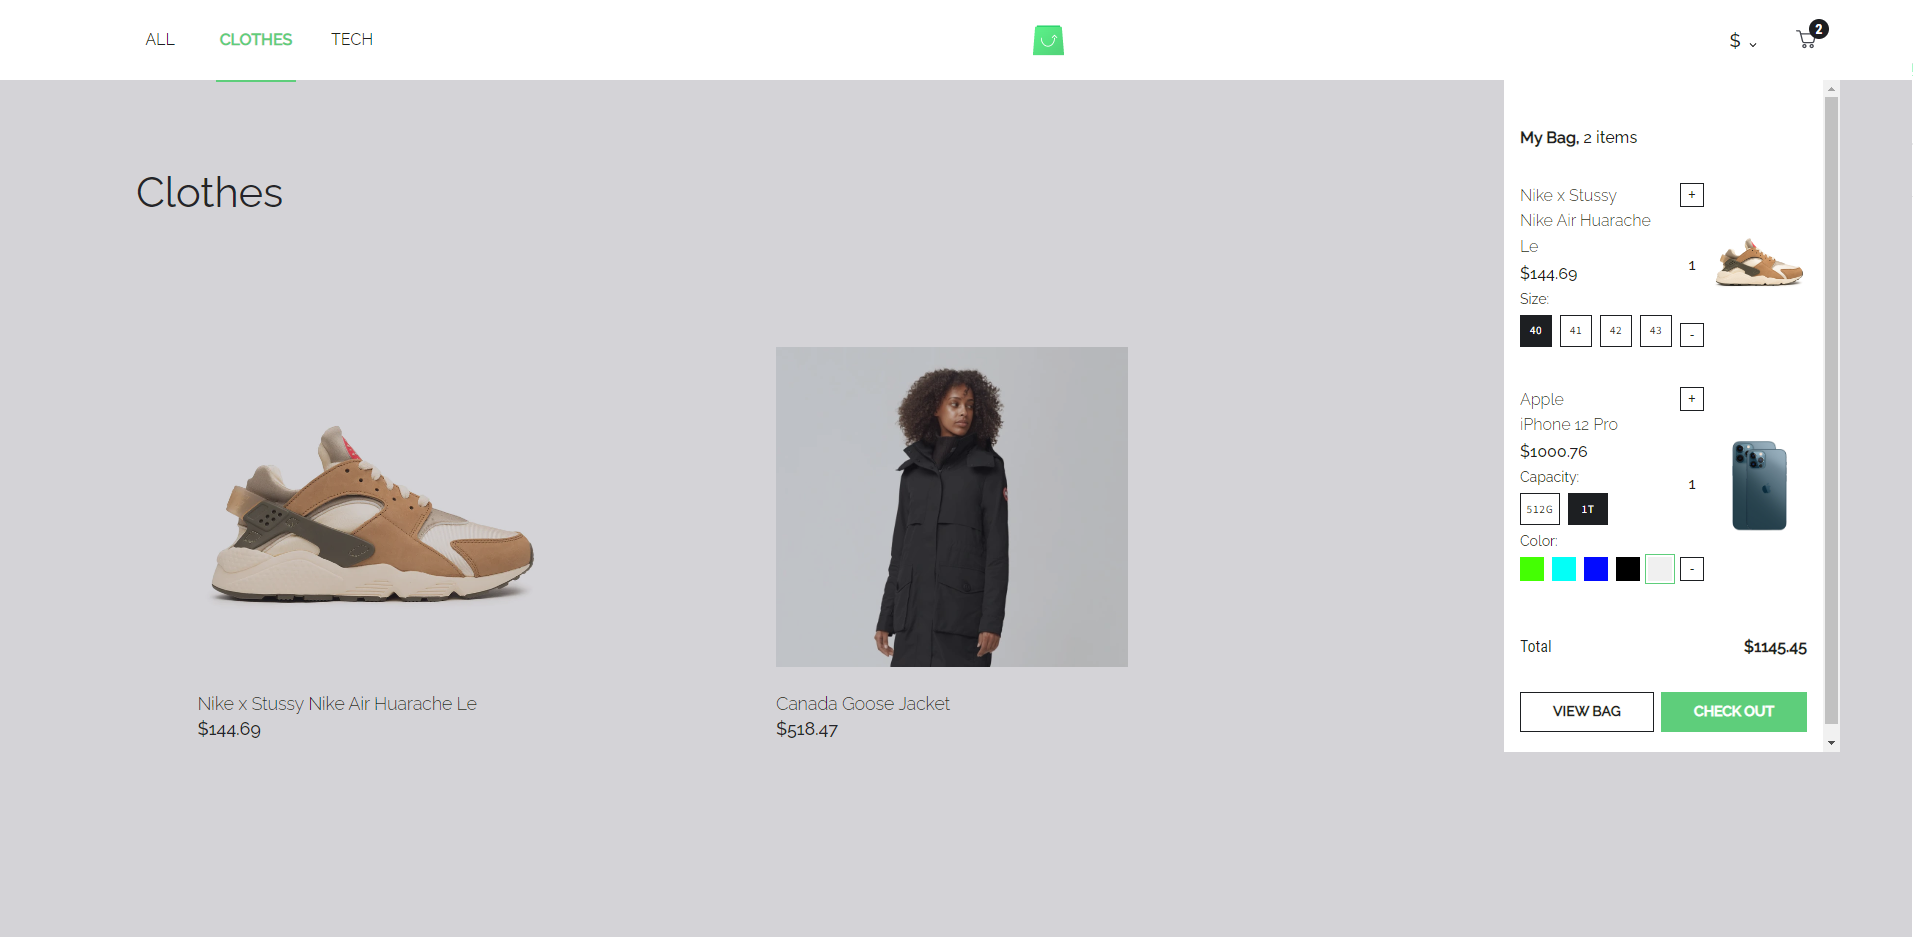 ALL
CLOTHES
TECH
$
2
Clothes
Nike x Stussy Nike Air Huarache Le
$144.69
Canada Goose Jacket
$518.47
My Bag, 2 items
Nike x Stussy
Nike Air Huarache
Le
$144.69
Size:
40 41 42 43
+
1
-
Apple
iPhone 12 Pro
$1000.76
Capacity:
512G 1T
Color:
+
1
-
Total $1145.45
VIEW BAG CHECK OUT